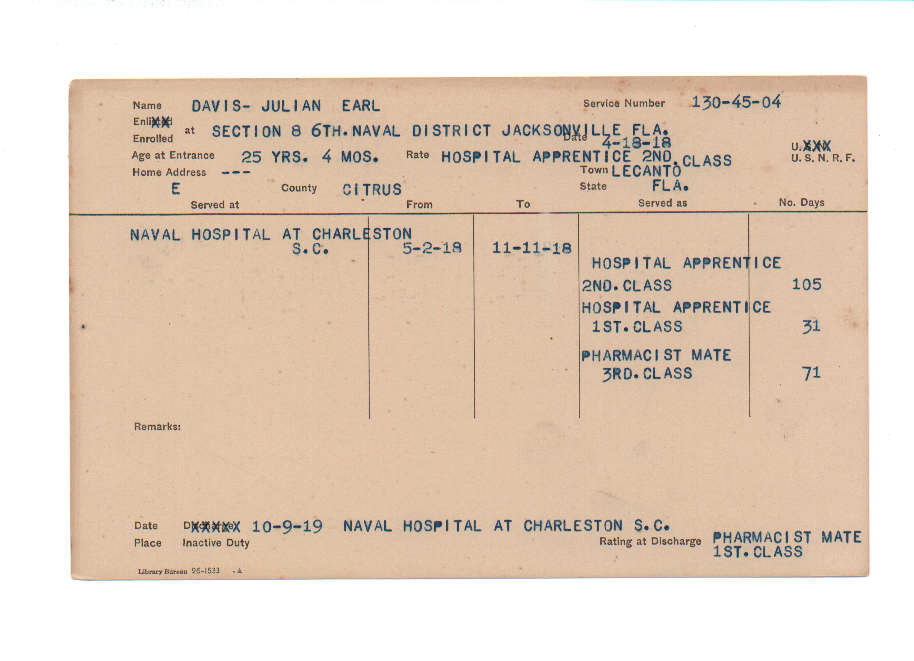 Name DAVIS- JULIAN EARL Service Number 130-45-04
Enlisted
Enrolled at SECTION 8 6TH.NAVAL DISTRICT JACKSONVILLE FLA.
Date 4-18-18 U.S.N.
Age at Entrance 25 YRS. 4 MOS. Rate HOSPITAL APPRENTICE 2ND.CLASS U.S.N.R.F.
Home Address --- Town LECANTO
E County CITRUS State FLA.
Served at From To Served as No. Days
NAVAL HOSPITAL AT CHARLESTON
S.C. 5-2-18 11-11-18
HOSPITAL APPRENTICE
2ND.CLASS 105
HOSPITAL APPRENTICE
1ST.CLASS 31
PHARMACIST MATE
3RD.CLASS 71
Remarks:
Date Discharge 10-9-19 NAVAL HOSPITAL AT CHARLESTON S.C.
Place Inactive Duty Rating at Discharge PHARMACIST MATE
1ST.CLASS
Library Bureau 95-1533 -A